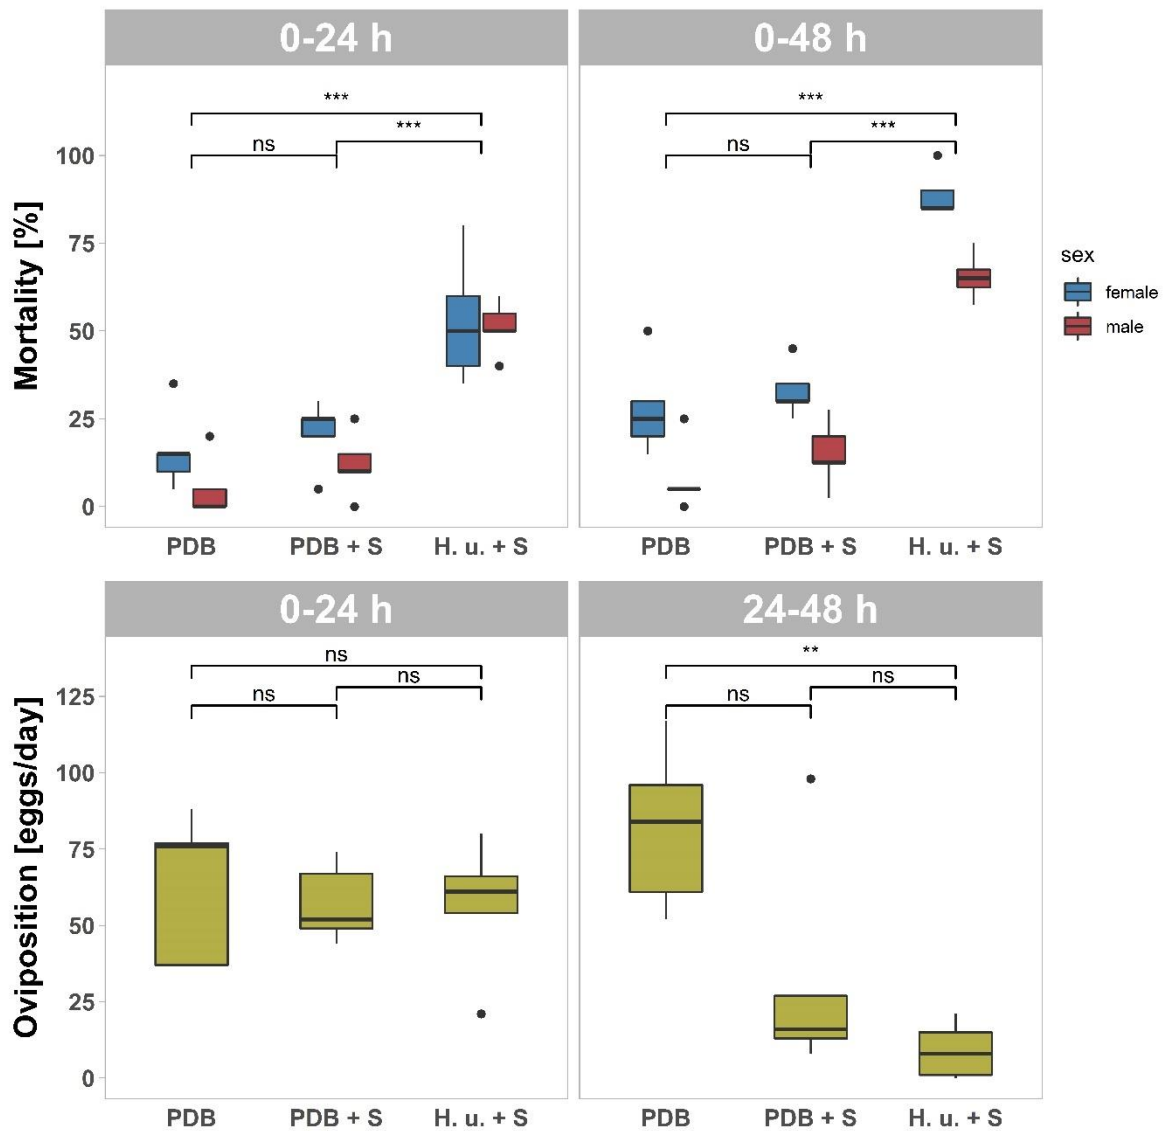 0-24 h 0-48 h
Mortality [%]
*** ***
ns *** ns ***
100
75
50
25
0
PDB PDB + S H. u. + S PDB PDB + S H. u. + S
sex
female
male
0-24 h 24-48 h
Oviposition [eggs/day]
ns **
ns ns ns ns
125
100
75
50
25
0
PDB PDB + S H. u. + S PDB PDB + S H. u. + S